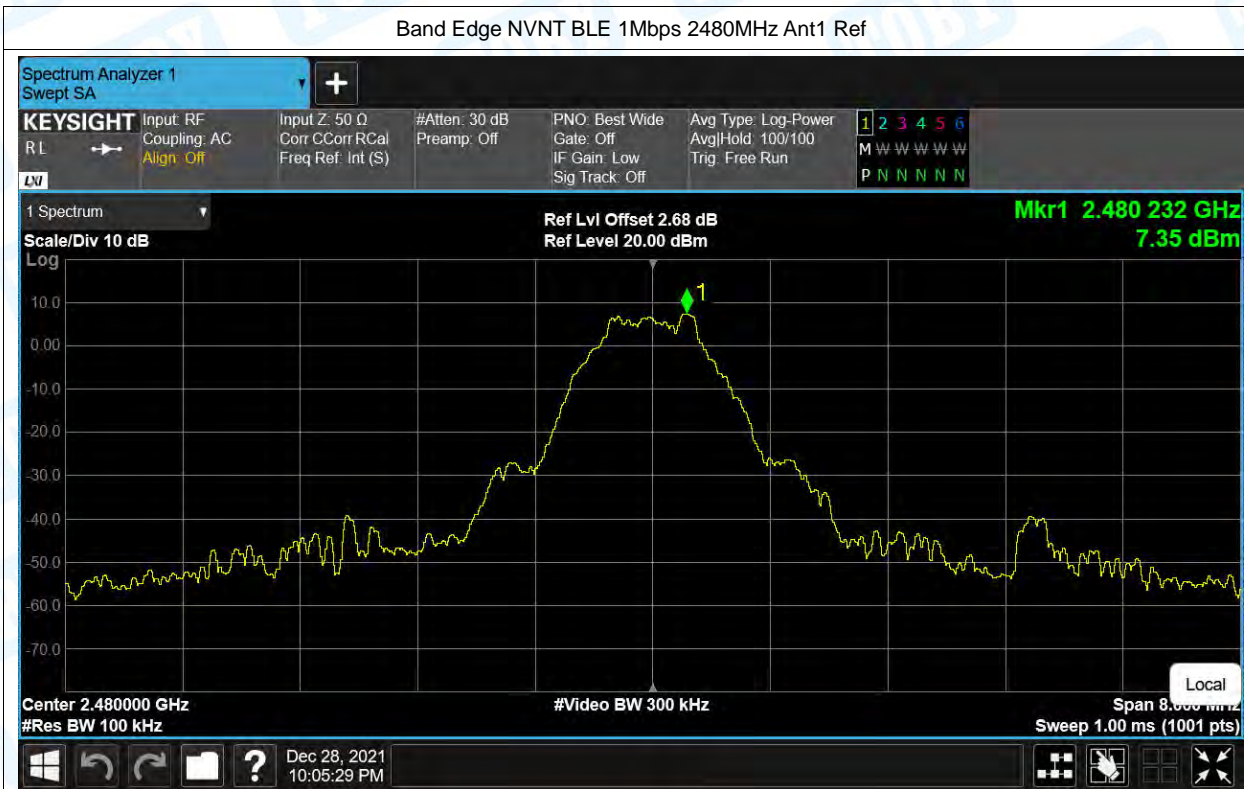 Band Edge NVNT BLE 1Mbps 2480MHz Ant1 Ref
Spectrum Analyzer 1
Swept SA
KEYSIGHT
RL
LXI
Input: RF
Coupling: AC
Align: Off
Input Z: 50 Ω
Corr CCorr RCal
Freq Ref: Int (S)
#Atten: 30 dB
Preamp: Off
PNO: Best Wide
Gate: Off
IF Gain: Low
Sig Track: Off
Avg Type: Log-Power
Avg|Hold: 100/100
Trig: Free Run
1 2 3 4 5 6
M W W W W W
P N N N N N
1 Spectrum
Scale/Div 10 dB
Ref Lvl Offset 2.68 dB
Ref Level 20.00 dBm
Mkr1 2.480 232 GHz
7.35 dBm
Log
1
10.0
0.00
-10.0
-20.0
-30.0
-40.0
-50.0
-60.0
-70.0
Local
Center 2.480000 GHz
#Video BW 300 kHz
Span 8.000 MHz
#Res BW 100 kHz
Sweep 1.00 ms (1001 pts)
?
Dec 28, 2021
10:05:29 PM